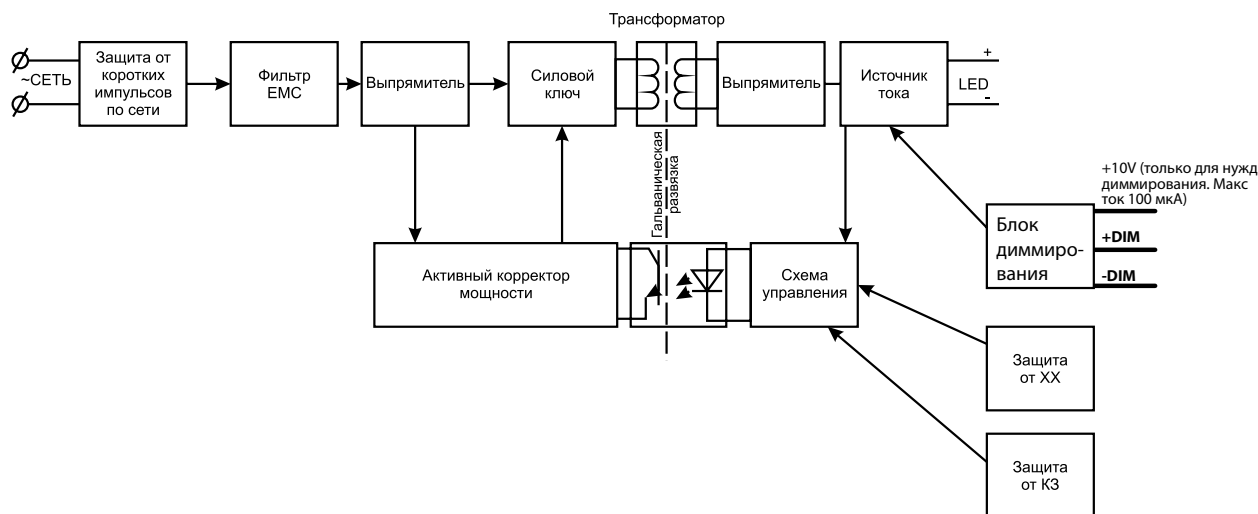 Трансформатор
~СЕТЬ
Защита от
коротких
импульсов
по сети
Фильтр
EMC
Выпрямитель
Силовой
ключ
Выпрямитель
Источник
тока
+
LED
-
Гальваническая
развязка
+10V (только для нужд
диммирования. Макс
ток 100 мкА)
Блок
диммиро-
вания
+DIM
-DIM
Активный корректор
мощности
Схема
управления
Защита
от ХХ
Защита
от КЗ